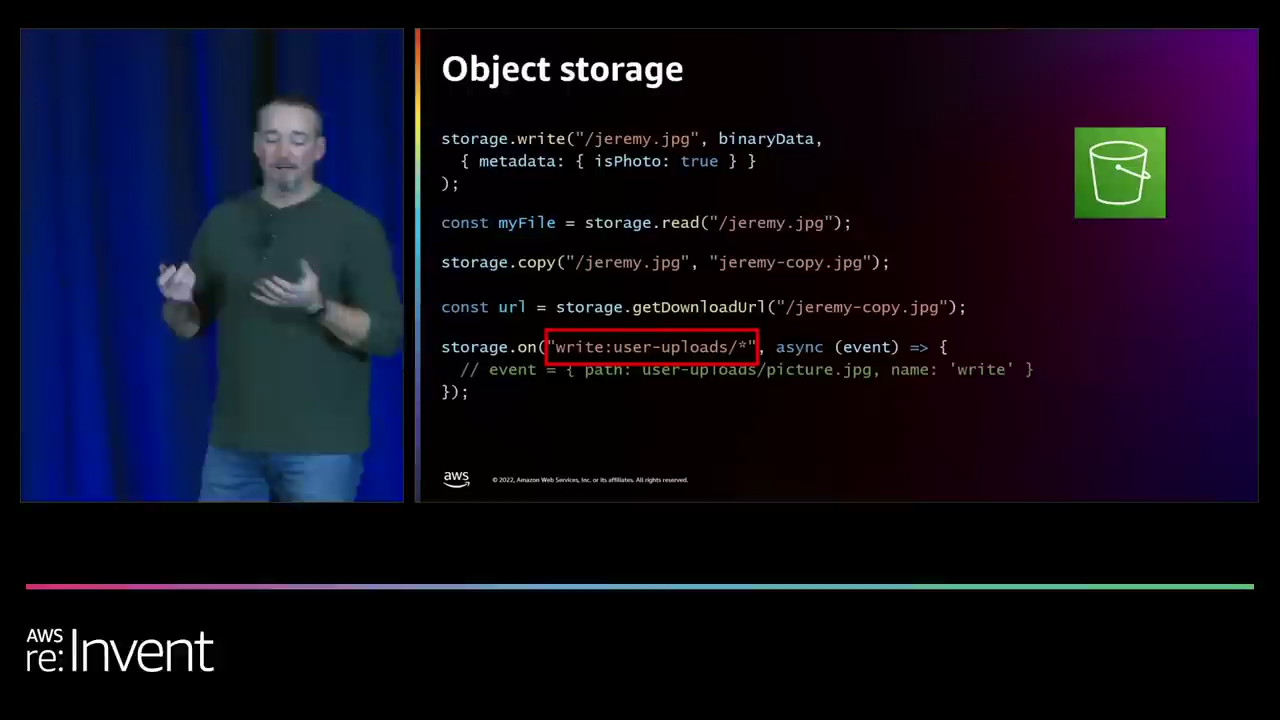 Object storage
storage.write("/jeremy.jpg", binaryData,
{ metadata: { isPhoto: true } }
);
const myFile = storage.read("/jeremy.jpg");
storage.copy("/jeremy.jpg", "jeremy-copy.jpg");
const url = storage.getDownloadUrl("/jeremy-copy.jpg");
storage.on("write:user-uploads/*", async (event) => {
// event = { path: user-uploads/picture.jpg, name: 'write' }
});
aws
© 2022, Amazon Web Services, Inc. or its affiliates. All rights reserved.
AWS
re:Invent